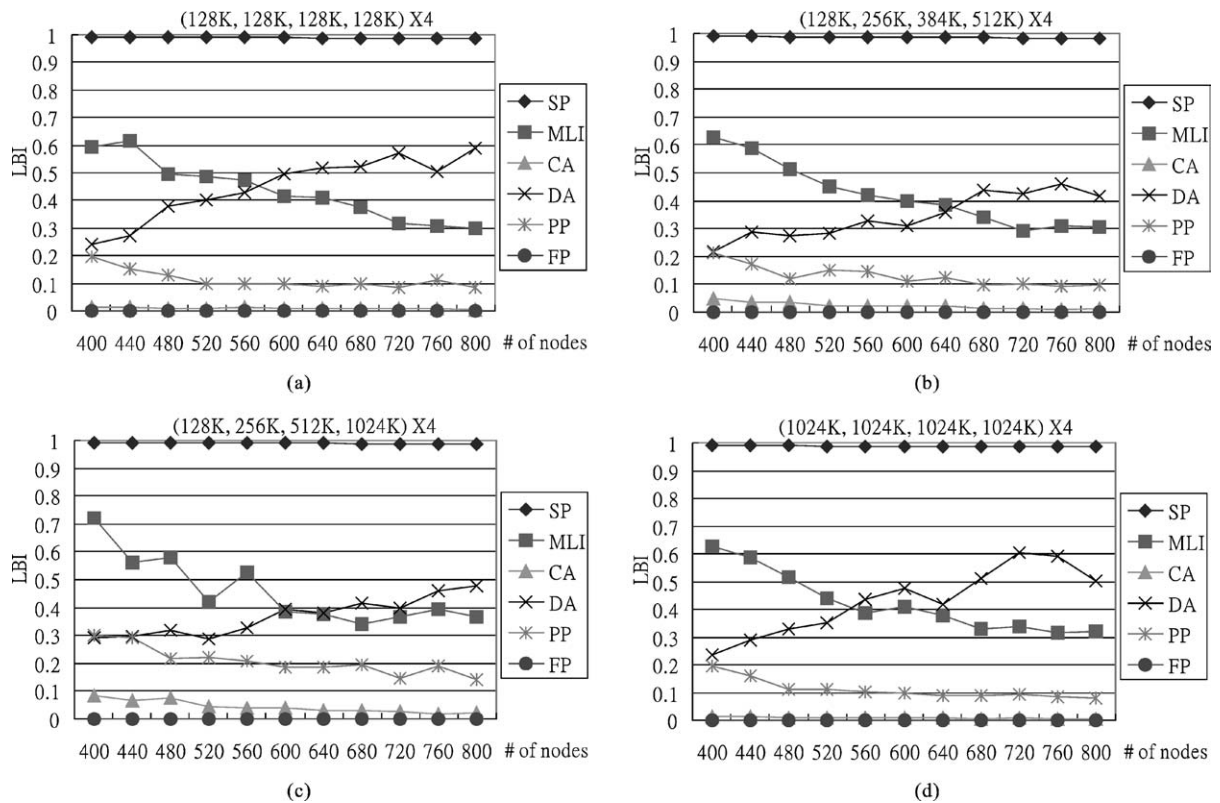 (128K, 128K, 128K, 128K) X4
1
0.9
0.8
0.7
0.6
0.5
0.4
0.3
0.2
0.1
0
LBI
SP
MLI
CA
DA
PP
FP
400 440 480 520 560 600 640 680 720 760 800 # of nodes
(a)
(128K, 256K, 384K, 512K) X4
1
0.9
0.8
0.7
0.6
0.5
0.4
0.3
0.2
0.1
0
LBI
SP
MLI
CA
DA
PP
FP
400 440 480 520 560 600 640 680 720 760 800 # of nodes
(b)
(128K, 256K, 512K, 1024K) X4
1
0.9
0.8
0.7
0.6
0.5
0.4
0.3
0.2
0.1
0
LBI
SP
MLI
CA
DA
PP
FP
400 440 480 520 560 600 640 680 720 760 800 # of nodes
(c)
(1024K, 1024K, 1024K, 1024K) X4
1
0.9
0.8
0.7
0.6
0.5
0.4
0.3
0.2
0.1
0
LBI
SP
MLI
CA
DA
PP
FP
400 440 480 520 560 600 640 680 720 760 800 # of nodes
(d)